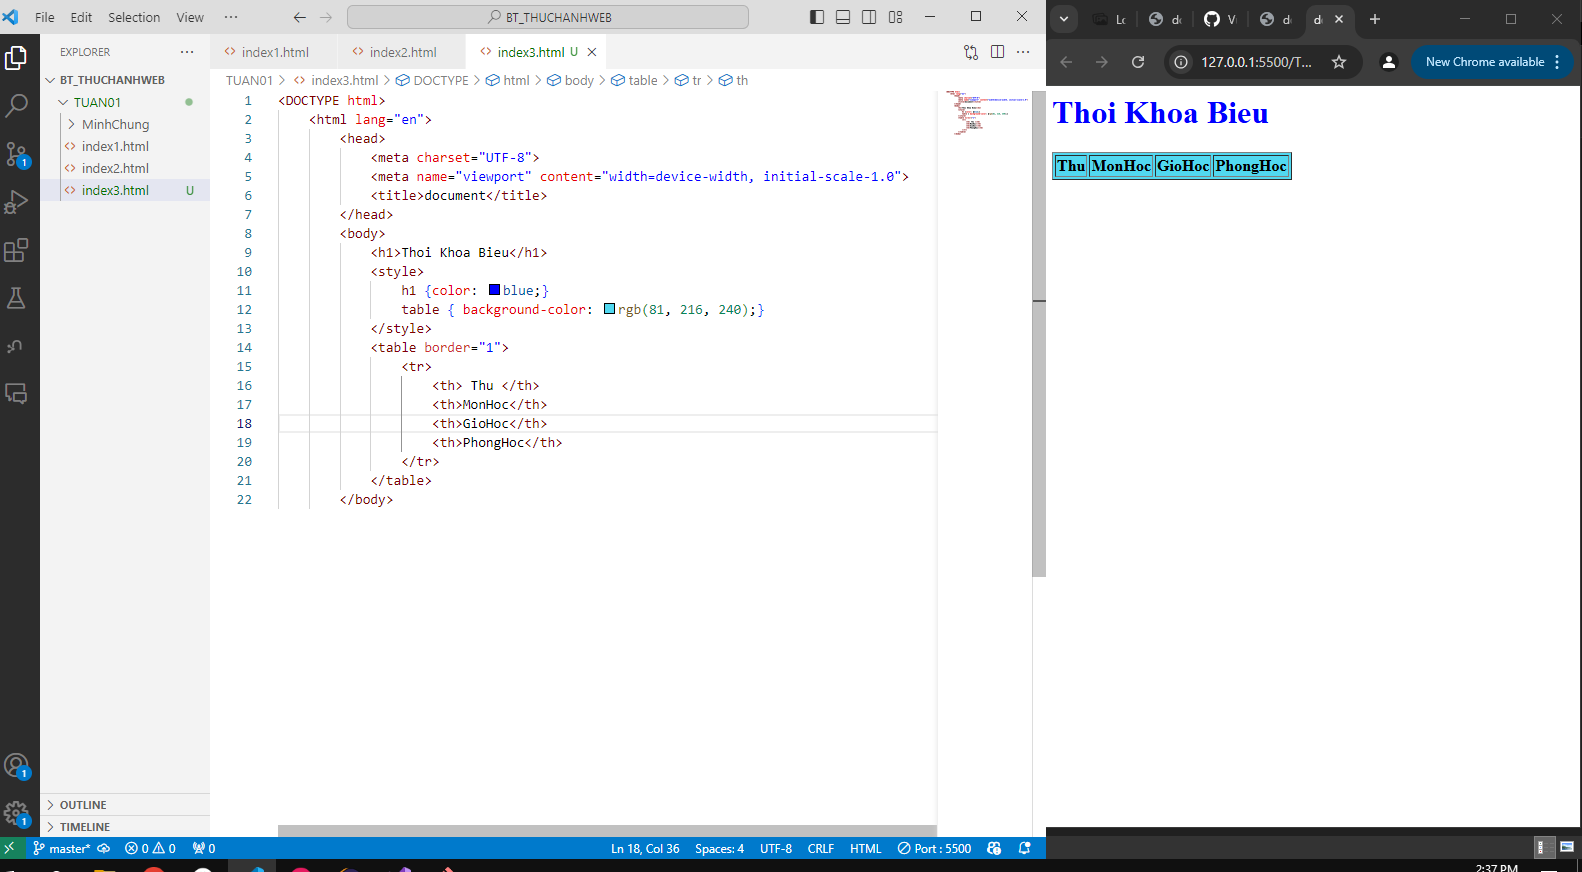 File Edit Selection View ··· BT_THUCHANHWEB
EXPLORER
BT_THUCHANHWEB
TUAN01
MinhChung
index1.html
index2.html
index3.html U
OUTLINE
TIMELINE
index1.html index2.html index3.html U
TUAN01 > index3.html > DOCTYPE > html > body > table > tr > th
1 <DOCTYPE html>
2 <html lang="en">
3 <head>
4 <meta charset="UTF-8">
5 <meta name="viewport" content="width=device-width, initial-scale=1.0">
6 <title>document</title>
7 </head>
8 <body>
9 <h1>Thoi Khoa Bieu</h1>
10 <style>
11 h1 {color: blue;}
12 table { background-color: rgb(81, 216, 240);}
13 </style>
14 <table border="1">
15 <tr>
16 <th> Thu </th>
17 <th>MonHoc</th>
18 <th>GioHoc</th>
19 <th>PhongHoc</th>
20 </tr>
21 </table>
22 </body>
1
1
1
master* 0 0 0 Ln 18, Col 36 Spaces: 4 UTF-8 CRLF HTML Port : 5500
127.0.0.1:5500/T... New Chrome available
Thoi Khoa Bieu
Thu MonHoc GioHoc PhongHoc
2:37 PM